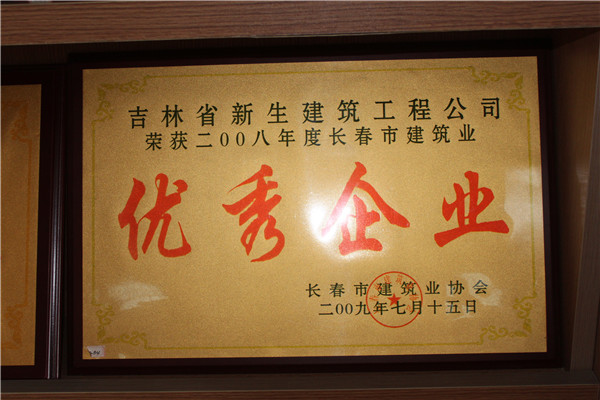 吉林省新生建筑工程公司
荣获二00八年度长春市建筑业
优秀企业
长春市建筑业协会
二00九年七月十五日